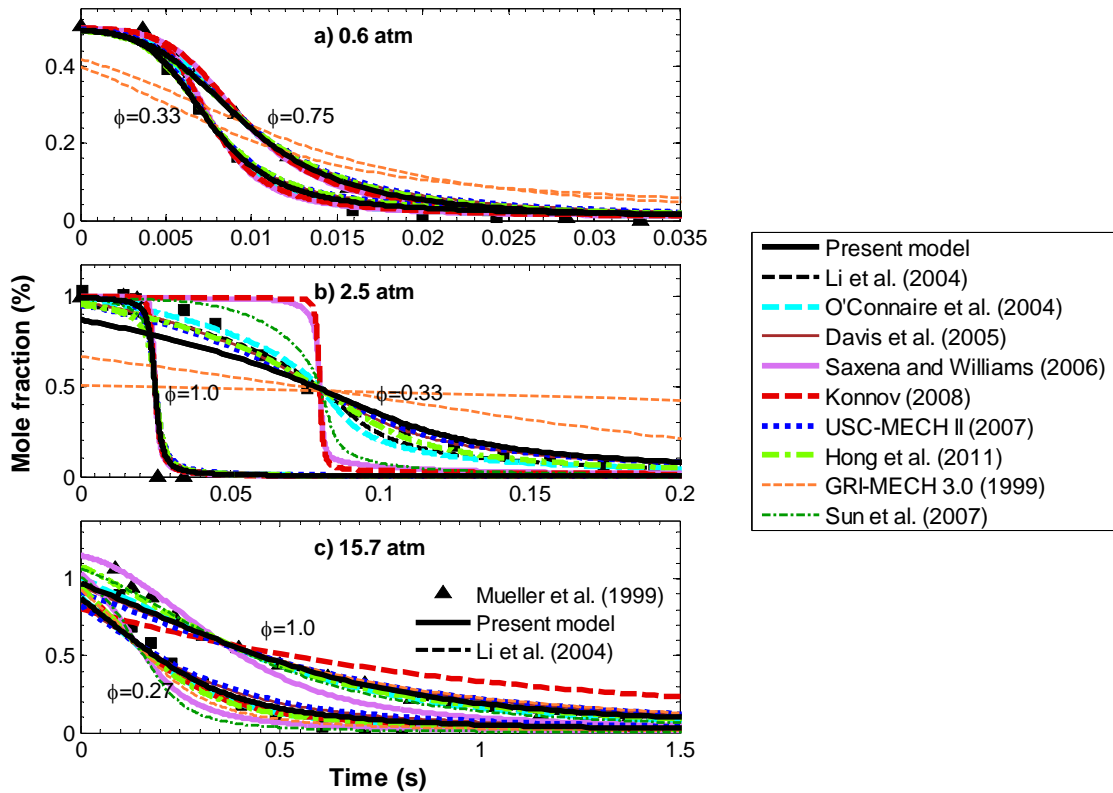 a) 0.6 atm
0.4
0.2
0
ϕ=0.33
ϕ=0.75
0 0.005 0.01 0.015 0.02 0.025 0.03 0.035
b) 2.5 atm
1
0.5
0
ϕ=1.0
ϕ=0.33
0 0.05 0.1 0.15 0.2
Mole fraction (%)
c) 15.7 atm
1
0.5
0
ϕ=1.0
ϕ=0.27
Mueller et al. (1999)
Present model
Li et al. (2004)
0 0.5 1 1.5
Time (s)
Present model
Li et al. (2004)
O'Connaire et al. (2004)
Davis et al. (2005)
Saxena and Williams (2006)
Konnov (2008)
USC-MECH II (2007)
Hong et al. (2011)
GRI-MECH 3.0 (1999)
Sun et al. (2007)